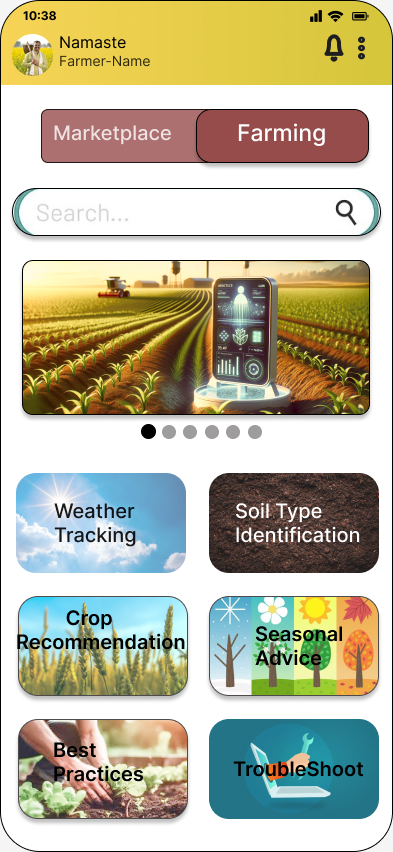 10:38
Namaste
Farmer-Name
Marketplace
Farming
Search...
Weather
Tracking
Soil Type
Identification
Crop
Recommendation
Seasonal
Advice
Best
Practices
TroubleShoot